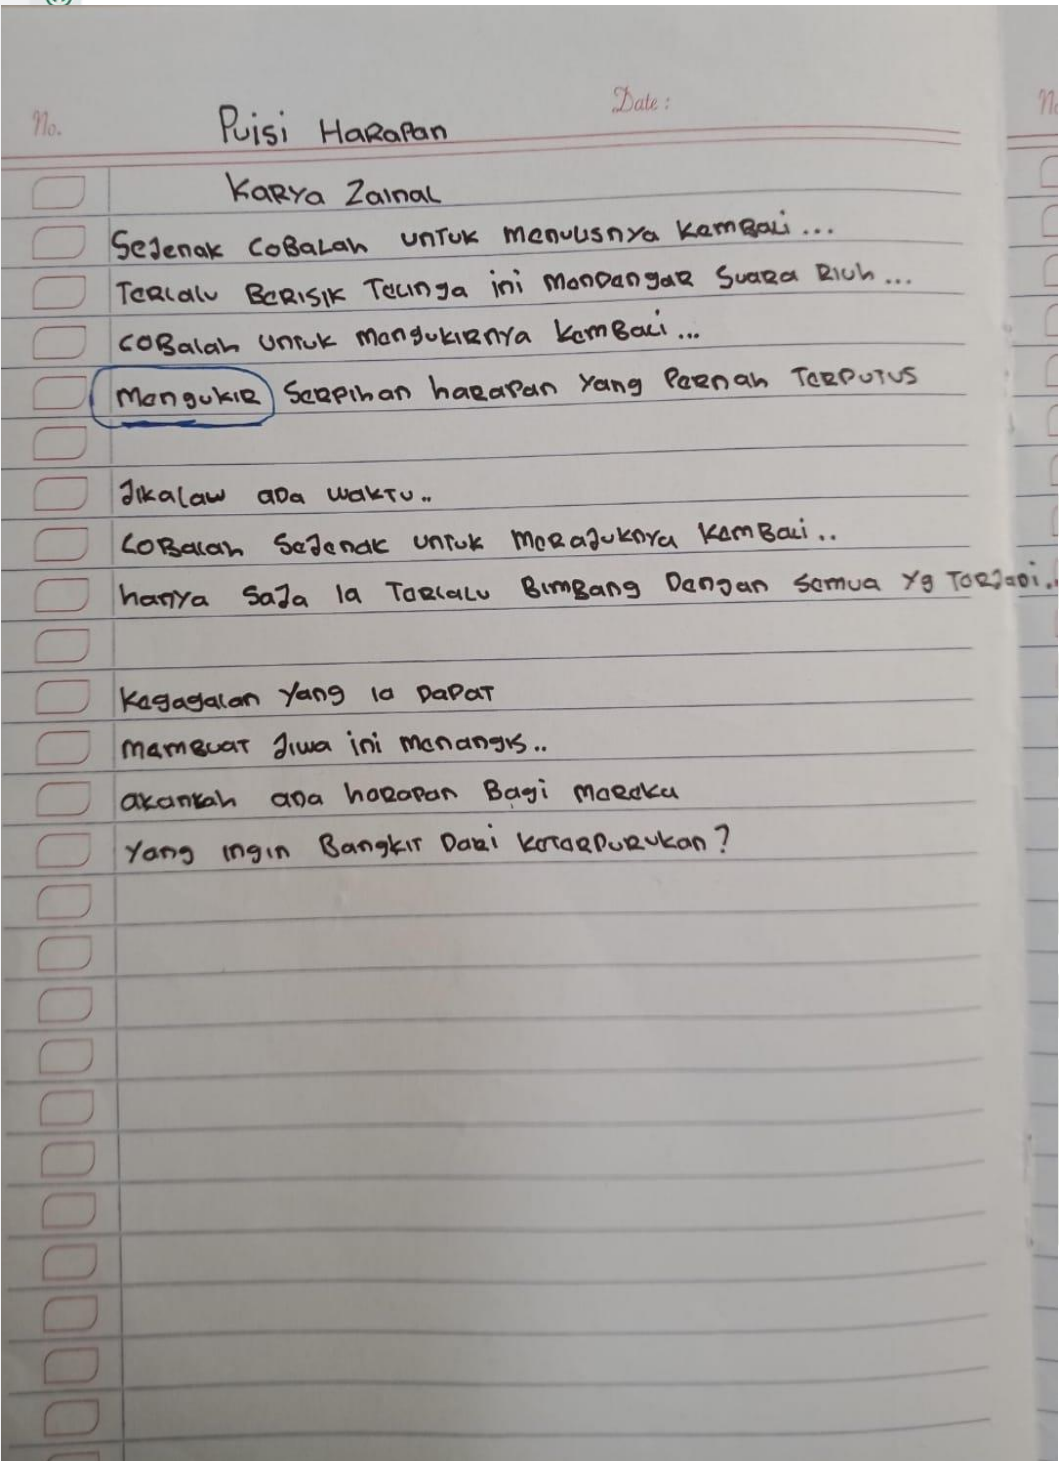 No.
Date :
Puisi Harapan
Karya Zainal
Sejenak cobalah untuk menulisnya kembali...
Terlalu berisik telinga ini mendengar suara riuh...
cobalah untuk mengukirnya kembali...
Mengukir serpihan harapan yang pernah terputus
Jikalaw ada waktu..
cobalah sejenak untuk merajuknya kembali..
hanya saja ia terlalu bimbang dengan semua yg terjadi..
kegagalan yang ia dapat
membuat jiwa ini menangis..
akankah ada harapan bagi mereka
yang ingin bangkit dari keterpurukan?